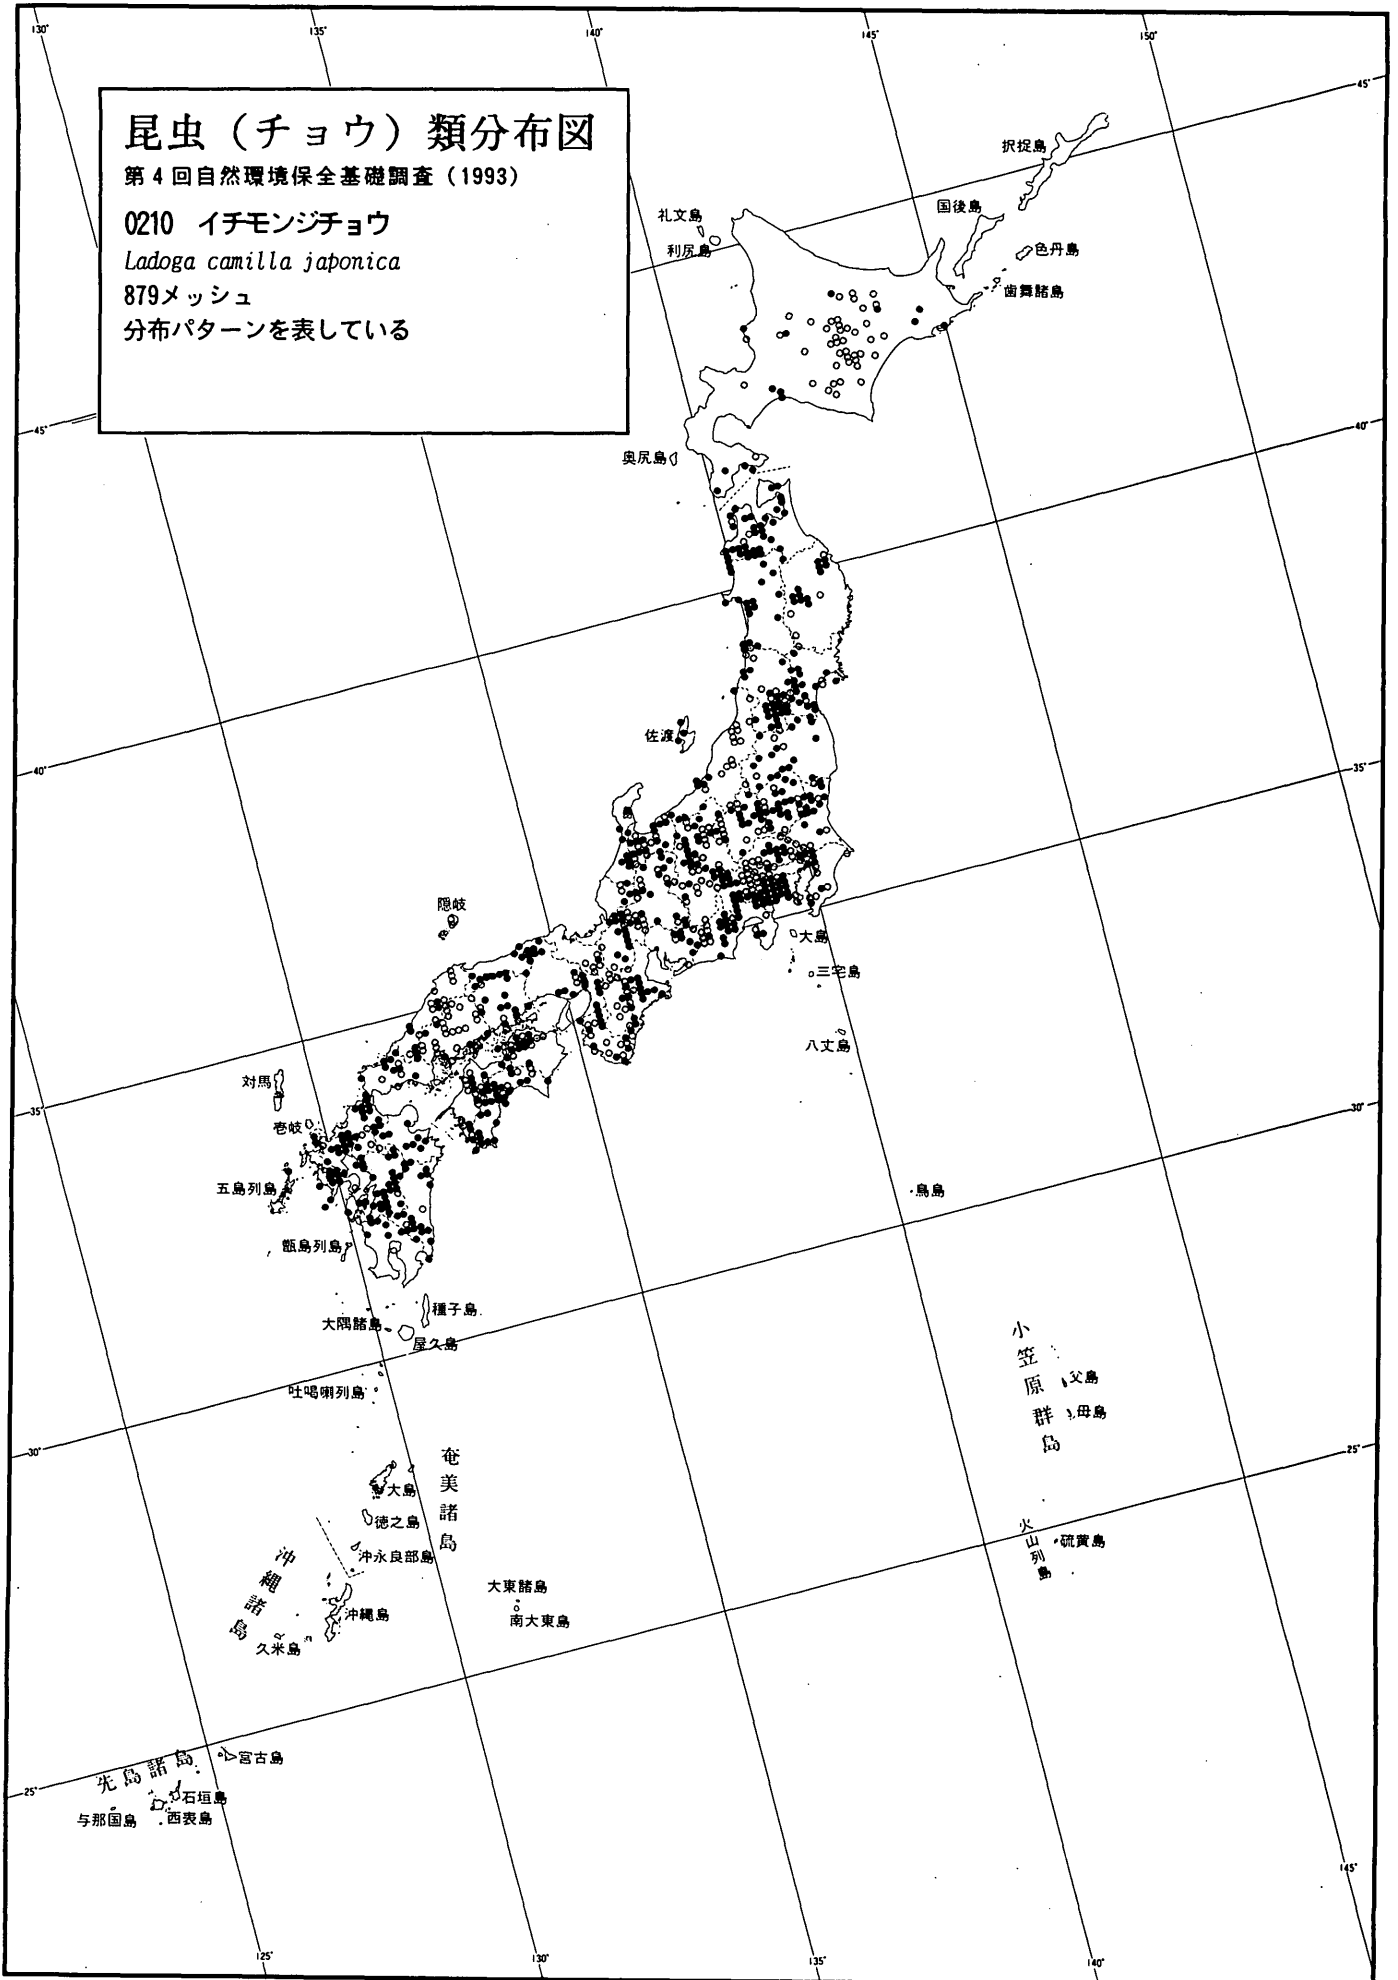 130°
135°
140°
145°
150°
45°
昆虫（チョウ）類分布図
第4回自然環境保全基礎調査（1993）
0210 イチモンジチョウ
Ladoga camilla japonica
879メッシュ
分布パターンを表している
択捉島
国後島
礼文島
利尻島
色丹島
歯舞諸島
45°
40°
奥尻島
佐渡
40°
35°
隠岐
大島
三宅島
八丈島
対馬
35°
壱岐
30°
五島列島
鳥島
甑島列島
種子島
大隅諸島
屋久島
吐噶喇列島
小笠原群島
父島
母島
30°
25°
奄美諸島
大島
徳之島
沖永良部島
沖縄諸島
沖縄島
久米島
大東諸島
南大東島
火山列島
硫黄島
先島諸島
宮古島
25°
石垣島
与那国島
西表島
145°
125°
130°
135°
140°